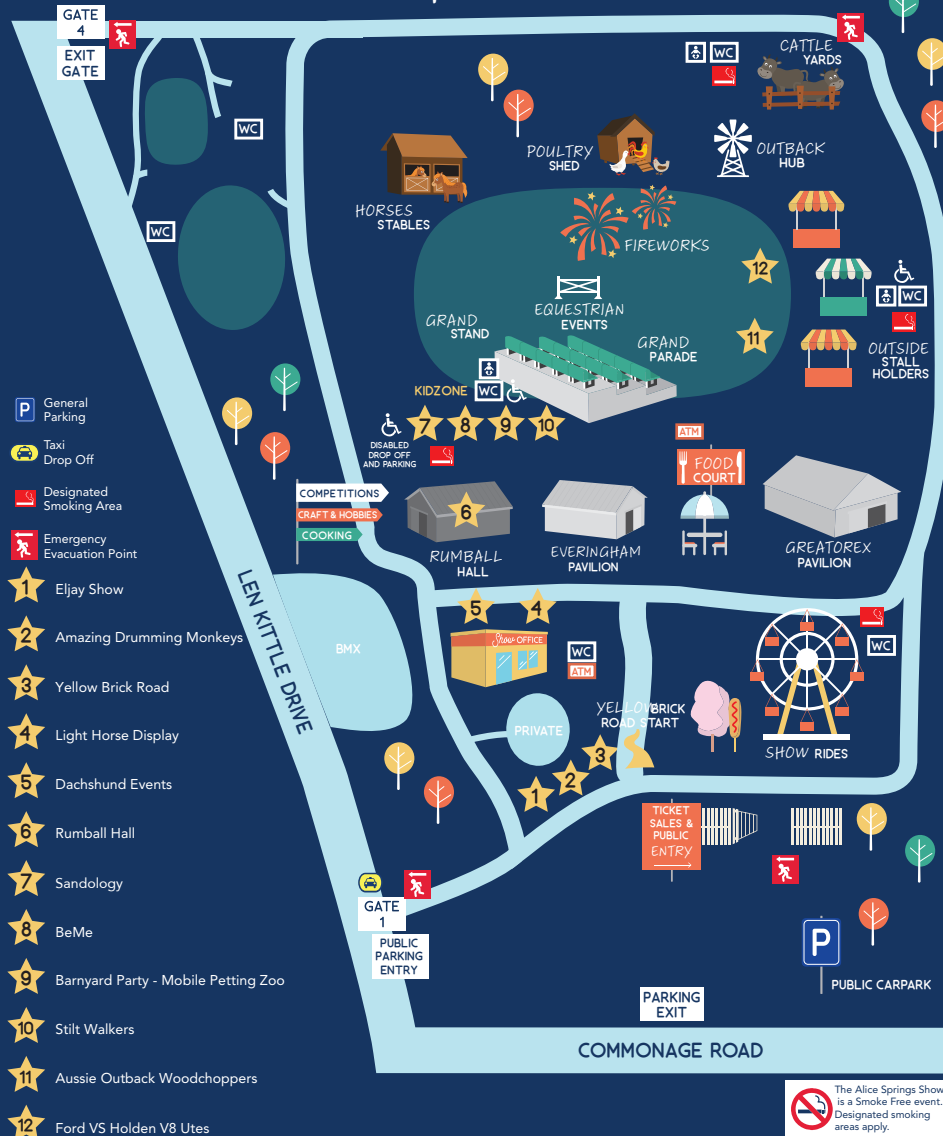 GATE
4
EXIT
GATE
WC
WC
WC
CATTLE
YARDS
POULTRY
SHED
OUTBACK
HUB
HORSES
STABLES
FIREWORKS
12
EQUESTRIAN
EVENTS
GRAND
STAND
GRAND
PARADE
11
WC
OUTSIDE
STALL
HOLDERS
KIDZONE
WC
7
8
9
10
DISABLED
DROP OFF
AND PARKING
ATM
FOOD
COURT
COMPETITIONS
CRAFT & HOBBIES
COOKING
6
RUMBALL
HALL
EVERINGHAM
PAVILION
GREATOREX
PAVILION
P
General
Parking
Taxi
Drop Off
Designated
Smoking Area
Emergency
Evacuation Point
1 Eljay Show
2 Amazing Drumming Monkeys
3 Yellow Brick Road
4 Light Horse Display
5 Dachshund Events
6 Rumball Hall
7 Sandology
8 BeMe
9 Barnyard Party - Mobile Petting Zoo
10 Stilt Walkers
11 Aussie Outback Woodchoppers
12 Ford VS Holden V8 Utes
LEN KITTLE DRIVE
BMX
5
4
Show OFFICE
WC
ATM
WC
PRIVATE
YELLOW BRICK
ROAD START
SHOW RIDES
3
2
1
TICKET
SALES &
PUBLIC
ENTRY
GATE
1
PUBLIC
PARKING
ENTRY
P
PUBLIC CARPARK
PARKING
EXIT
COMMONAGE ROAD
The Alice Springs Show
is a Smoke Free event.
Designated smoking
areas apply.